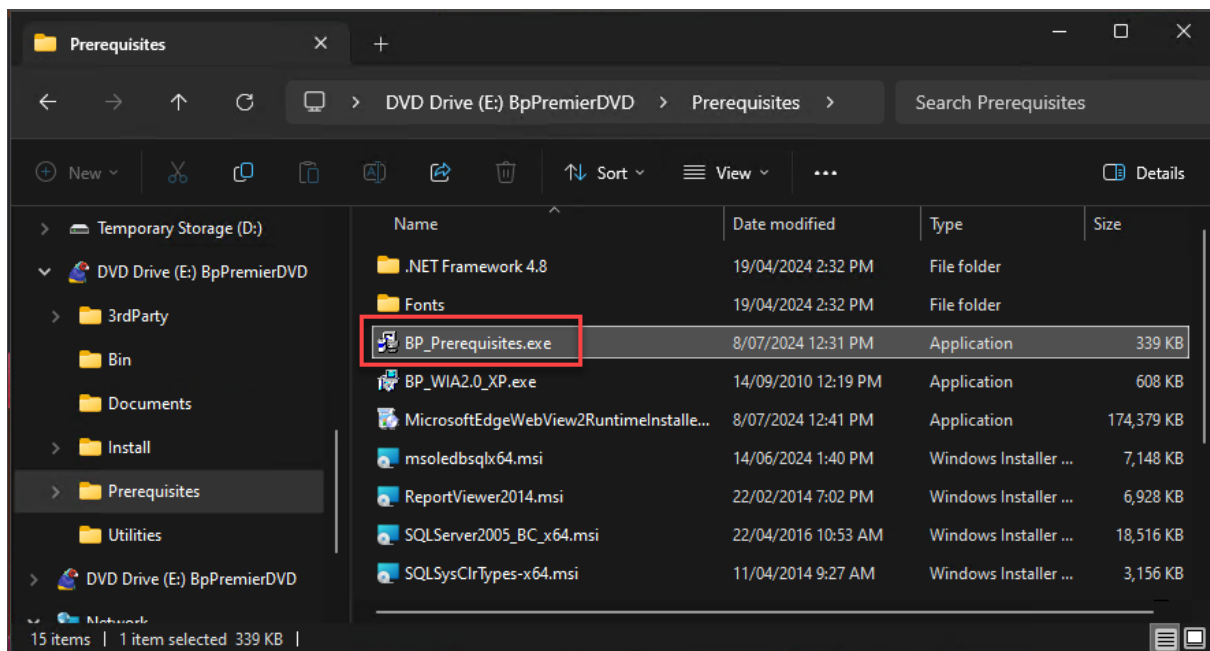 Prerequisites
DVD Drive (E:) BpPremierDVD > Prerequisites >
Search Prerequisites
New
Sort
View
Details
Temporary Storage (D:)
DVD Drive (E:) BpPremierDVD
3rdParty
Bin
Documents
Install
Prerequisites
Utilities
DVD Drive (E:) BpPremierDVD
Network
Name Date modified Type Size
.NET Framework 4.8 19/04/2024 2:32 PM File folder
Fonts 19/04/2024 2:32 PM File folder
BP_Prerequisites.exe 8/07/2024 12:31 PM Application 339 KB
BP_WIA2.0_XP.exe 14/09/2010 12:19 PM Application 608 KB
MicrosoftEdgeWebView2RuntimeInstalle... 8/07/2024 12:41 PM Application 174,379 KB
msoledbsqlx64.msi 14/06/2024 1:40 PM Windows Installer ... 7,148 KB
ReportViewer2014.msi 22/02/2014 7:02 PM Windows Installer ... 6,928 KB
SQLServer2005_BC_x64.msi 22/04/2016 10:53 AM Windows Installer ... 18,516 KB
SQLSysClrTypes-x64.msi 11/04/2014 9:27 AM Windows Installer ... 3,156 KB
15 items | 1 item selected 339 KB |